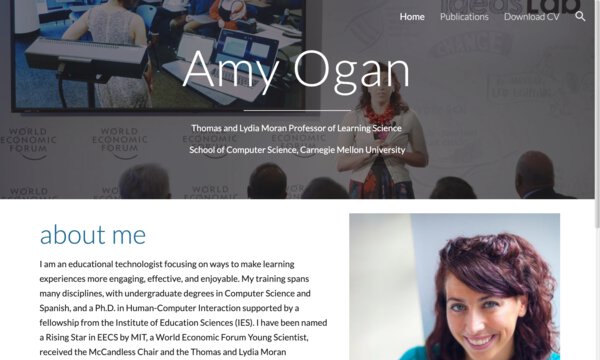 ideasLab
Home Publications Download CV
Amy Ogan
Thomas and Lydia Moran Professor of Learning Science
School of Computer Science, Carnegie Mellon University
CHANGE
WORLD ECONOMIC FORUM
WORLD ECONOMIC FORUM
WORLD ECONOMIC FORUM
WORLD ECONOMIC
about me
I am an educational technologist focusing on ways to make learning
experiences more engaging, effective, and enjoyable. My training spans
many disciplines, with undergraduate degrees in Computer Science and
Spanish, and a Ph.D. in Human-Computer Interaction supported by a
fellowship from the Institute of Education Sciences (IES). I have been named
a Rising Star in EECS by MIT, a World Economic Forum Young Scientist,
received the McCandless Chair and the Thomas and Lydia Moran